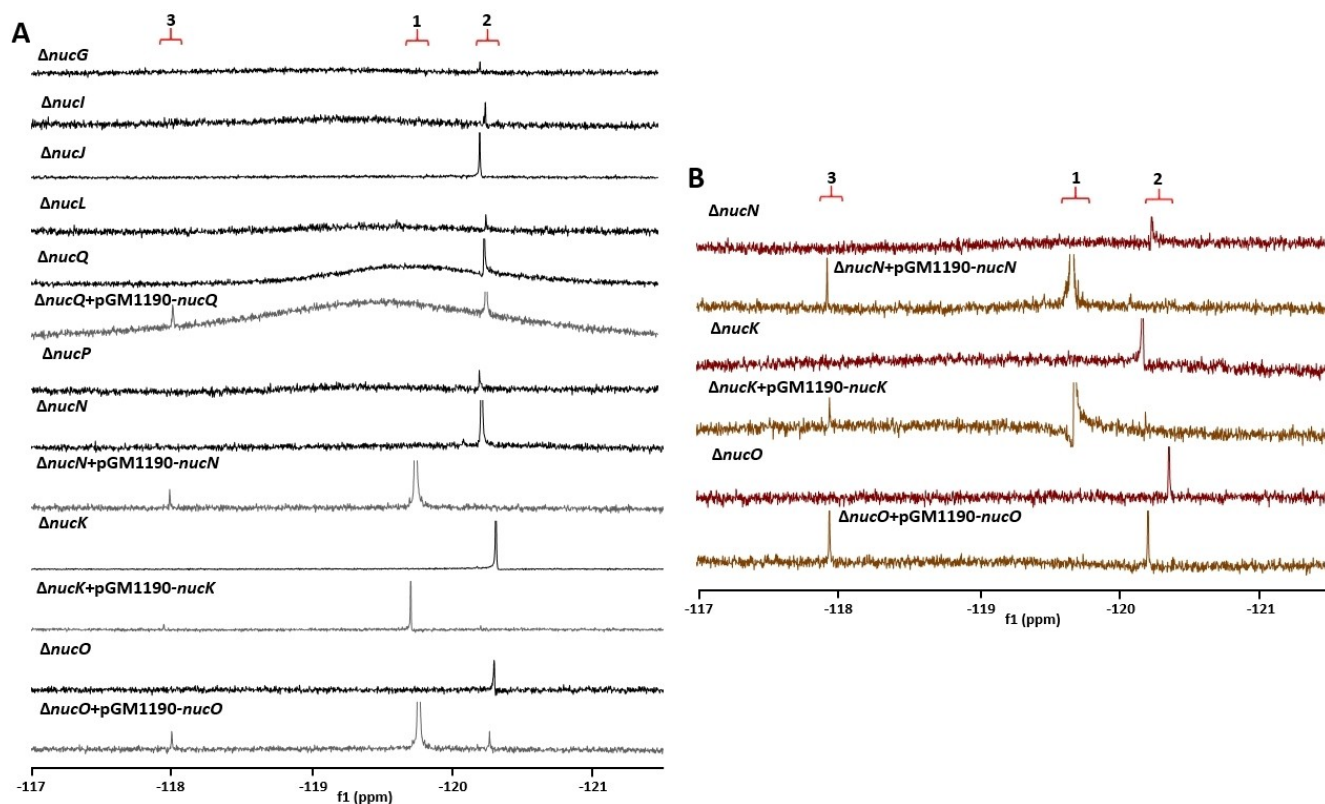 A
3 1 2
ΔnucG
ΔnucI
ΔnucJ
ΔnucL
ΔnucQ
ΔnucQ+pGM1190-nucQ
ΔnucP
ΔnucN
ΔnucN+pGM1190-nucN
ΔnucK
ΔnucK+pGM1190-nucK
ΔnucO
ΔnucO+pGM1190-nucO
-117 -118 -119 -120 -121
f1 (ppm)
B
3 1 2
ΔnucN
ΔnucN+pGM1190-nucN
ΔnucK
ΔnucK+pGM1190-nucK
ΔnucO
ΔnucO+pGM1190-nucO
-117 -118 -119 -120 -121
f1 (ppm)